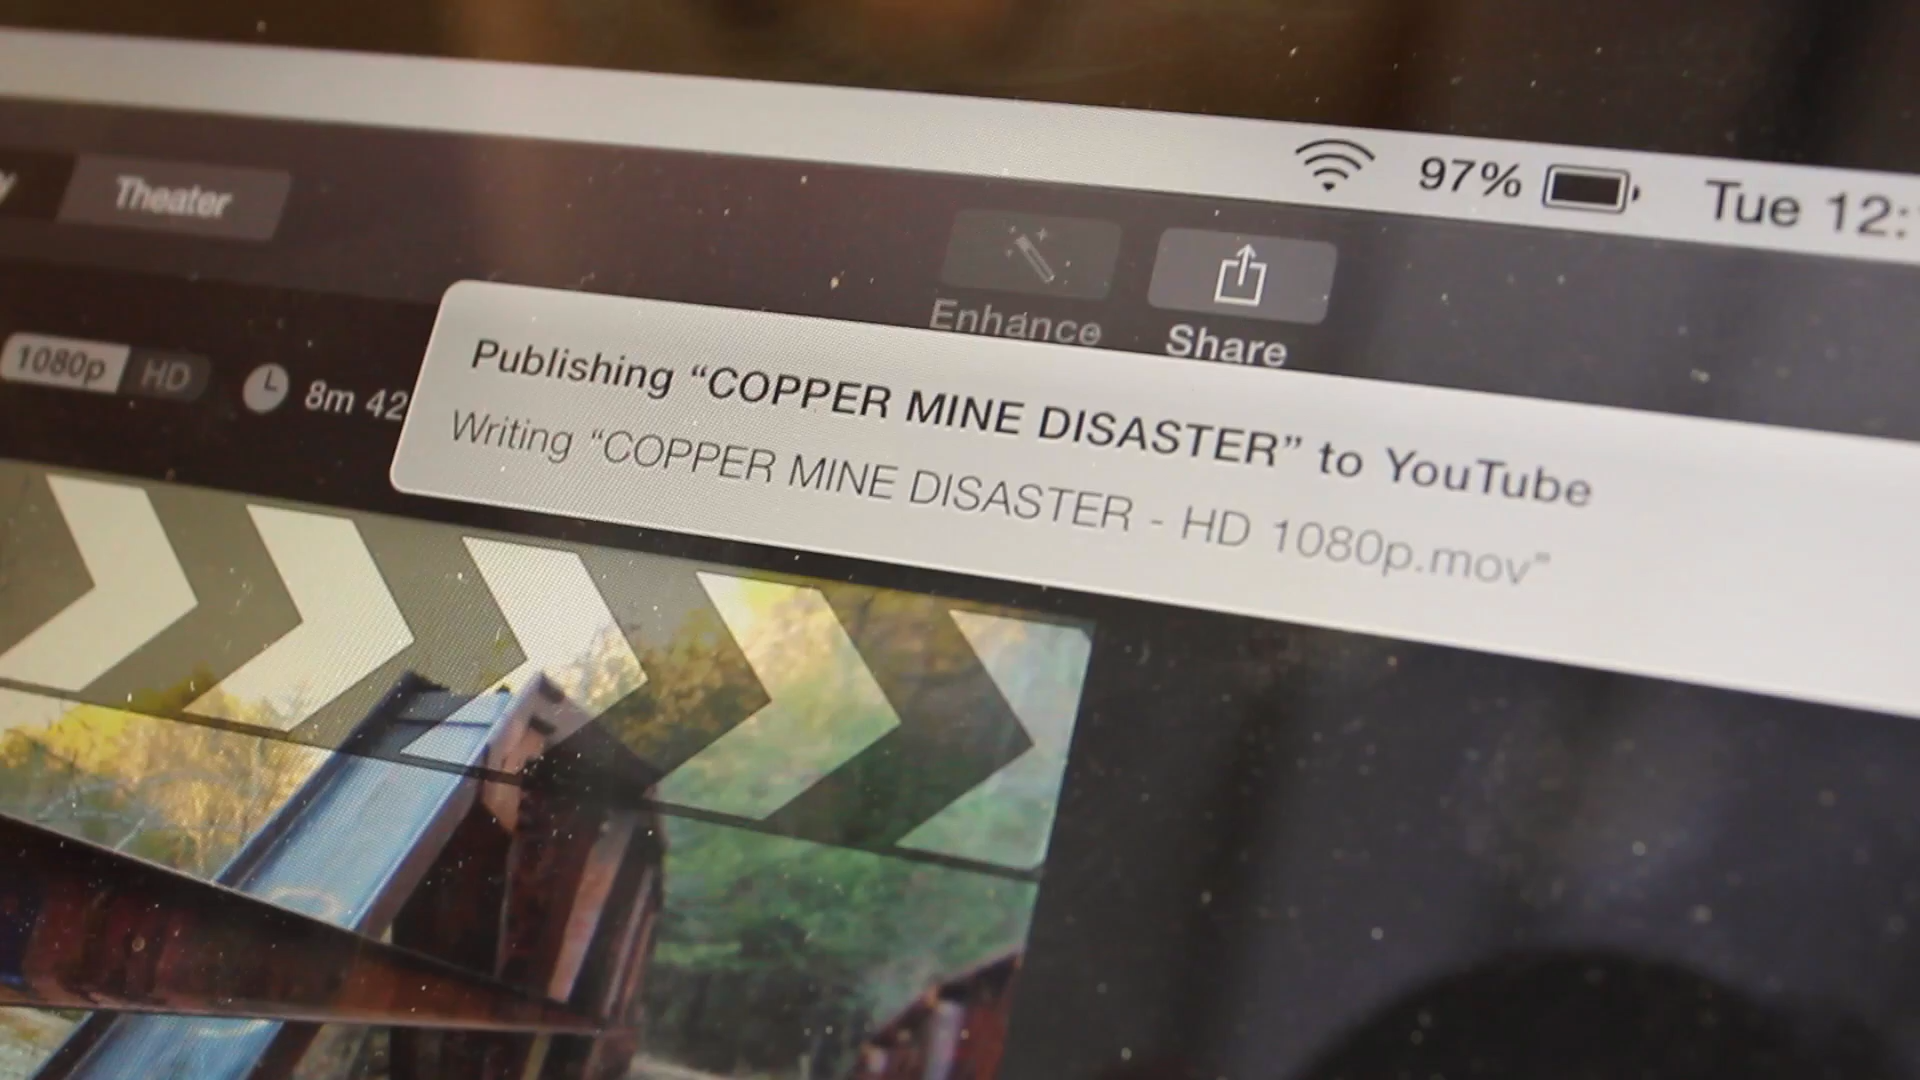 97%
Tue 12:
Theater
Enhance
Share
1080p HD
8m 42
Publishing “COPPER MINE DISASTER” to YouTube
Writing “COPPER MINE DISASTER - HD 1080p.mov”